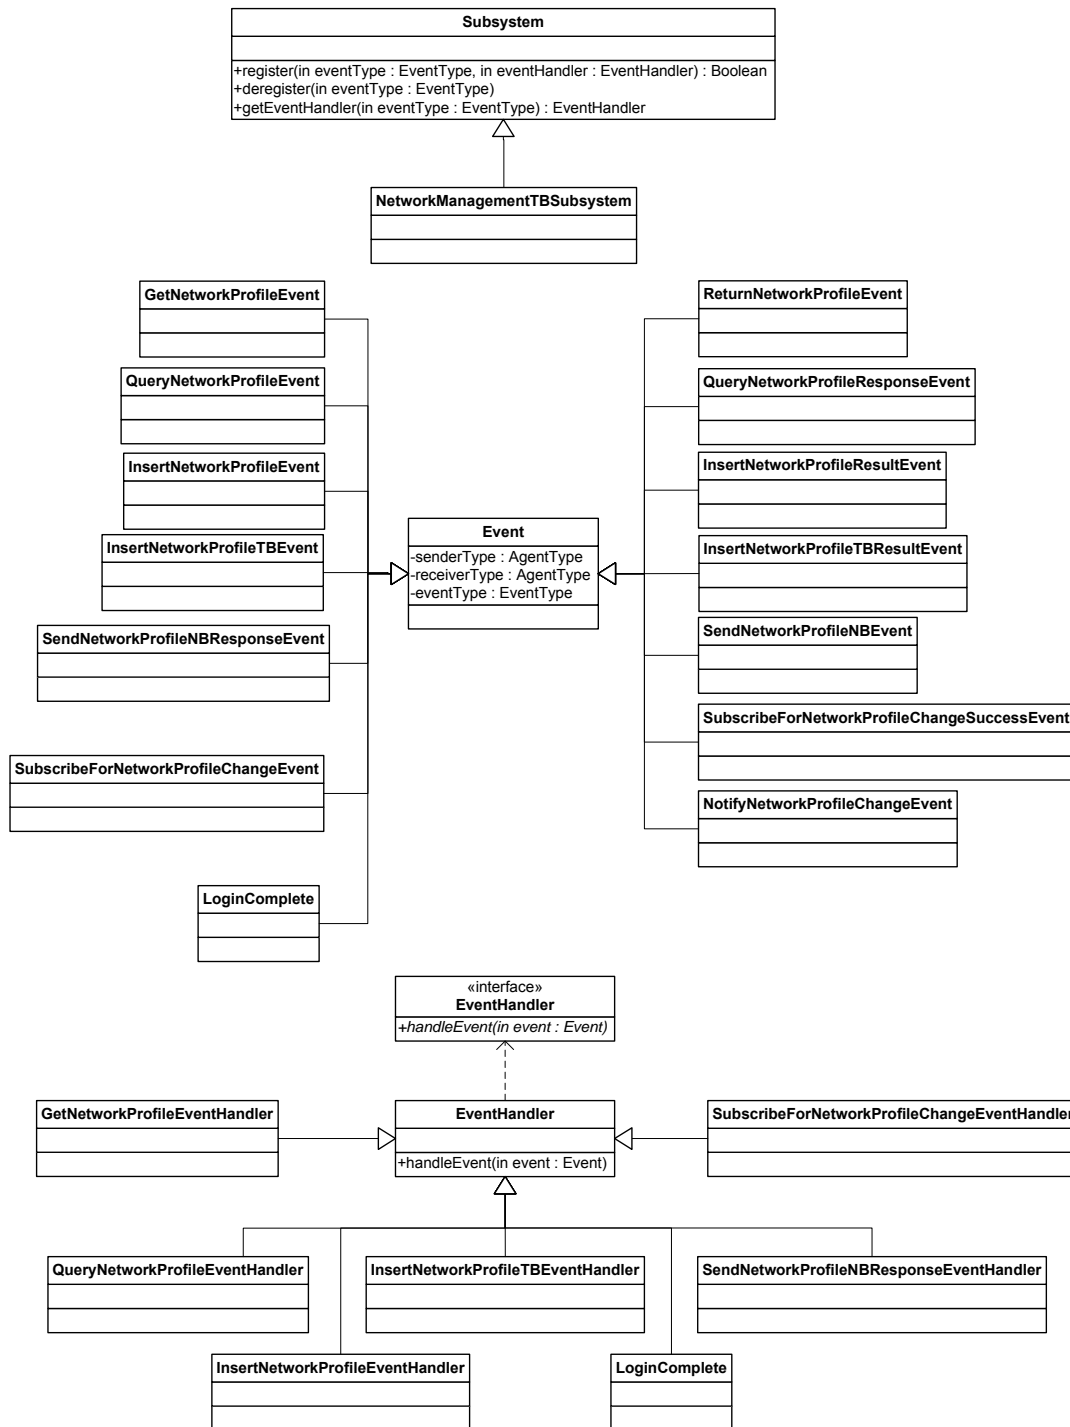 Subsystem
+register(in eventType : EventType, in eventHandler : EventHandler) : Boolean
+deregister(in eventType : EventType)
+getEventHandler(in eventType : EventType) : EventHandler
NetworkManagementTBSubsystem
GetNetworkProfileEvent
ReturnNetworkProfileEvent
QueryNetworkProfileEvent
QueryNetworkProfileResponseEvent
InsertNetworkProfileEvent
InsertNetworkProfileResultEvent
Event
-senderType : AgentType
-receiverType : AgentType
-eventType : EventType
InsertNetworkProfileTBEvent
InsertNetworkProfileTBResultEvent
SendNetworkProfileNBResponseEvent
SendNetworkProfileNBEvent
SubscribeForNetworkProfileChangeSuccessEvent
SubscribeForNetworkProfileChangeEvent
NotifyNetworkProfileChangeEvent
LoginComplete
«interface»
EventHandler
+handleEvent(in event : Event)
GetNetworkProfileEventHandler
EventHandler
+handleEvent(in event : Event)
SubscribeForNetworkProfileChangeEventHandler
QueryNetworkProfileEventHandler
InsertNetworkProfileTBEventHandler
SendNetworkProfileNBResponseEventHandler
InsertNetworkProfileEventHandler
LoginComplete